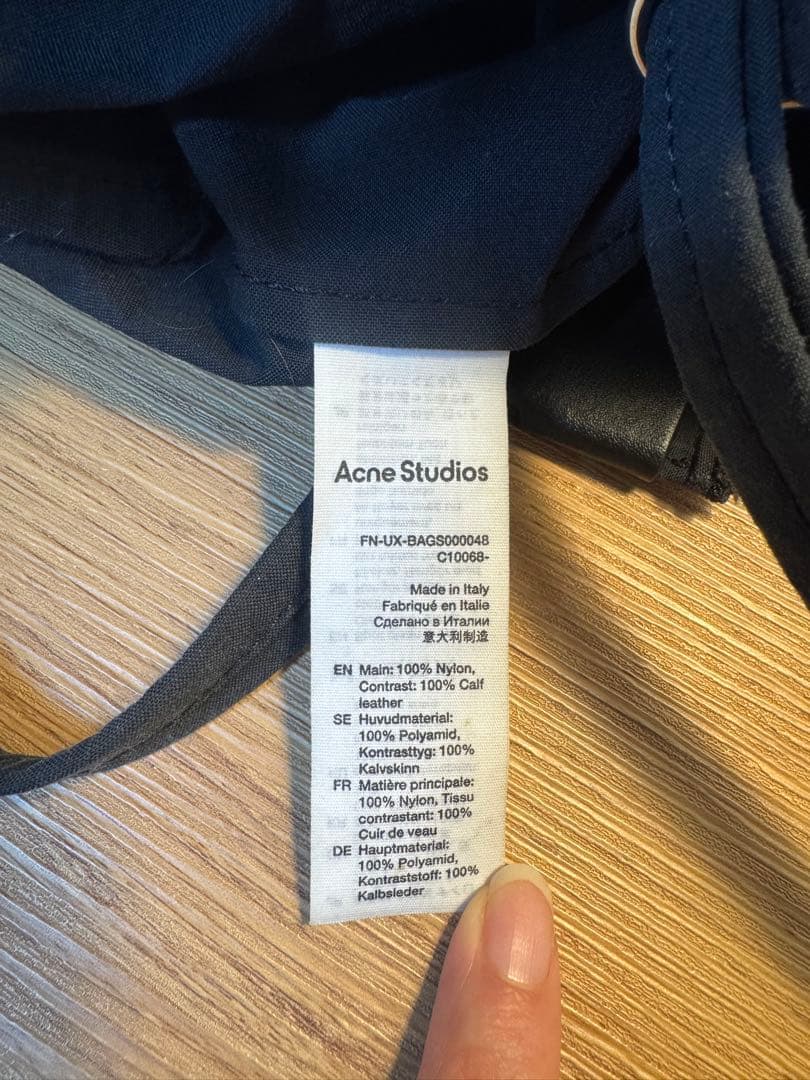 Acne Studios
FN-UX-BAGS000048
C10068-
Made in Italy
Fabriqué en Italie
Сделано в Италии
意大利制造
EN Main: 100% Nylon,
Contrast: 100% Calf
leather
SE Huvudmaterial:
100% Polyamid,
Kontrasttyg: 100%
Kalvskinn
FR Matière principale:
100% Nylon, Tissu
contrastant: 100%
Cuir de veau
DE Hauptmaterial:
100% Polyamid,
Kontraststoff: 100%
Kalbsleder